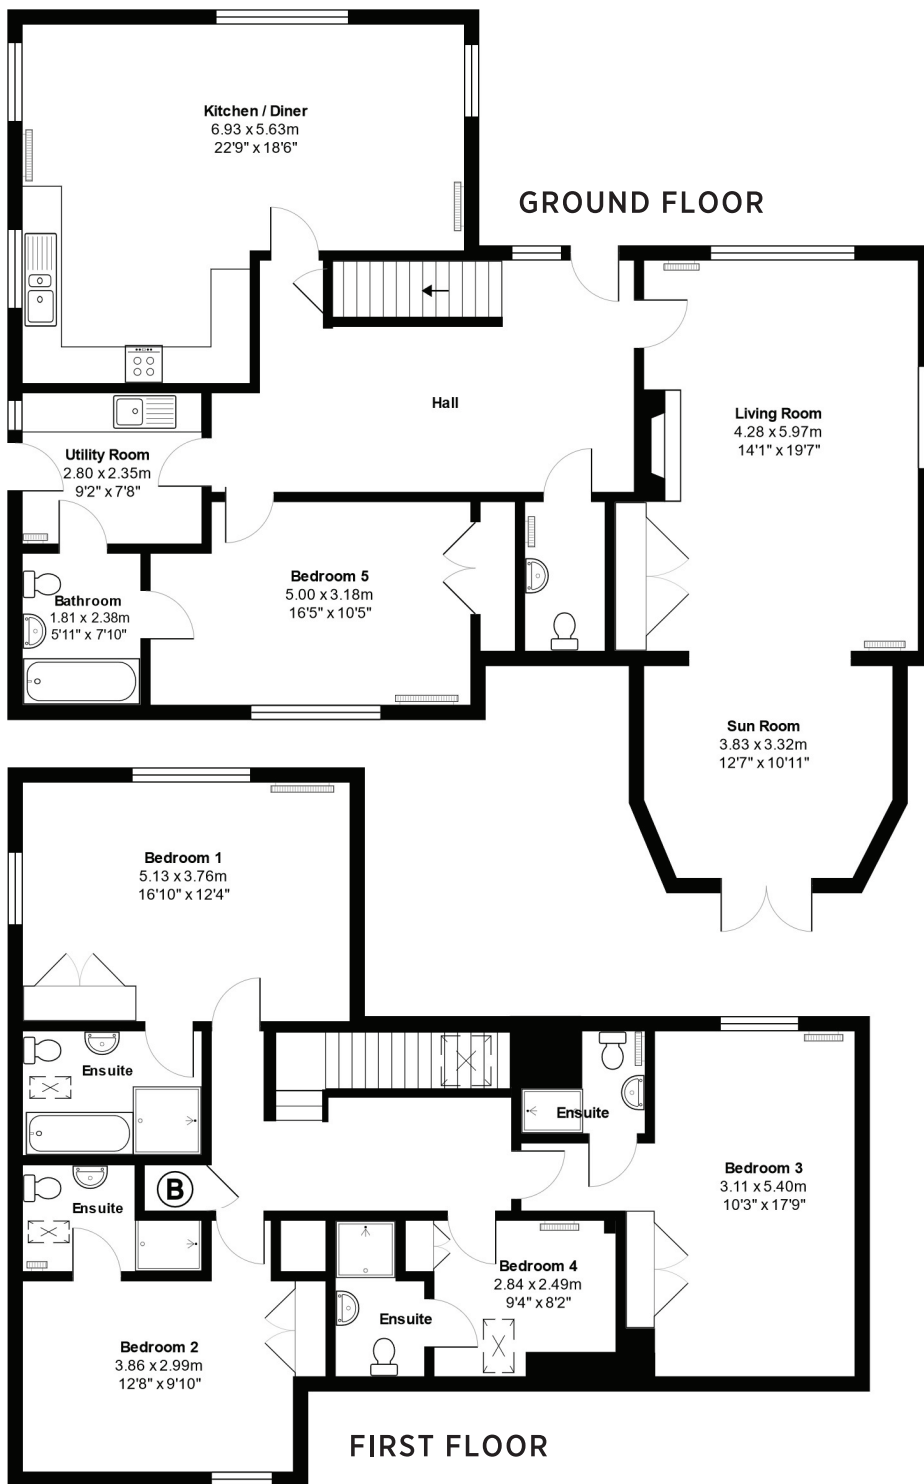 Kitchen / Diner
6.93 x 5.63m
22'9" x 18'6"
GROUND FLOOR
Hall
Living Room
4.28 x 5.97m
14'1" x 19'7"
Utility Room
2.80 x 2.35m
9'2" x 7'8"
Bedroom 5
5.00 x 3.18m
16'5" x 10'5"
Bathroom
1.81 x 2.38m
5'11" x 7'10"
Sun Room
3.83 x 3.32m
12'7" x 10'11"
Bedroom 1
5.13 x 3.76m
16'10" x 12'4"
Ensuite
Ensuite
Bedroom 3
3.11 x 5.40m
10'3" x 17'9"
B
Ensuite
Bedroom 4
2.84 x 2.49m
9'4" x 8'2"
Ensuite
Bedroom 2
3.86 x 2.99m
12'8" x 9'10"
FIRST FLOOR